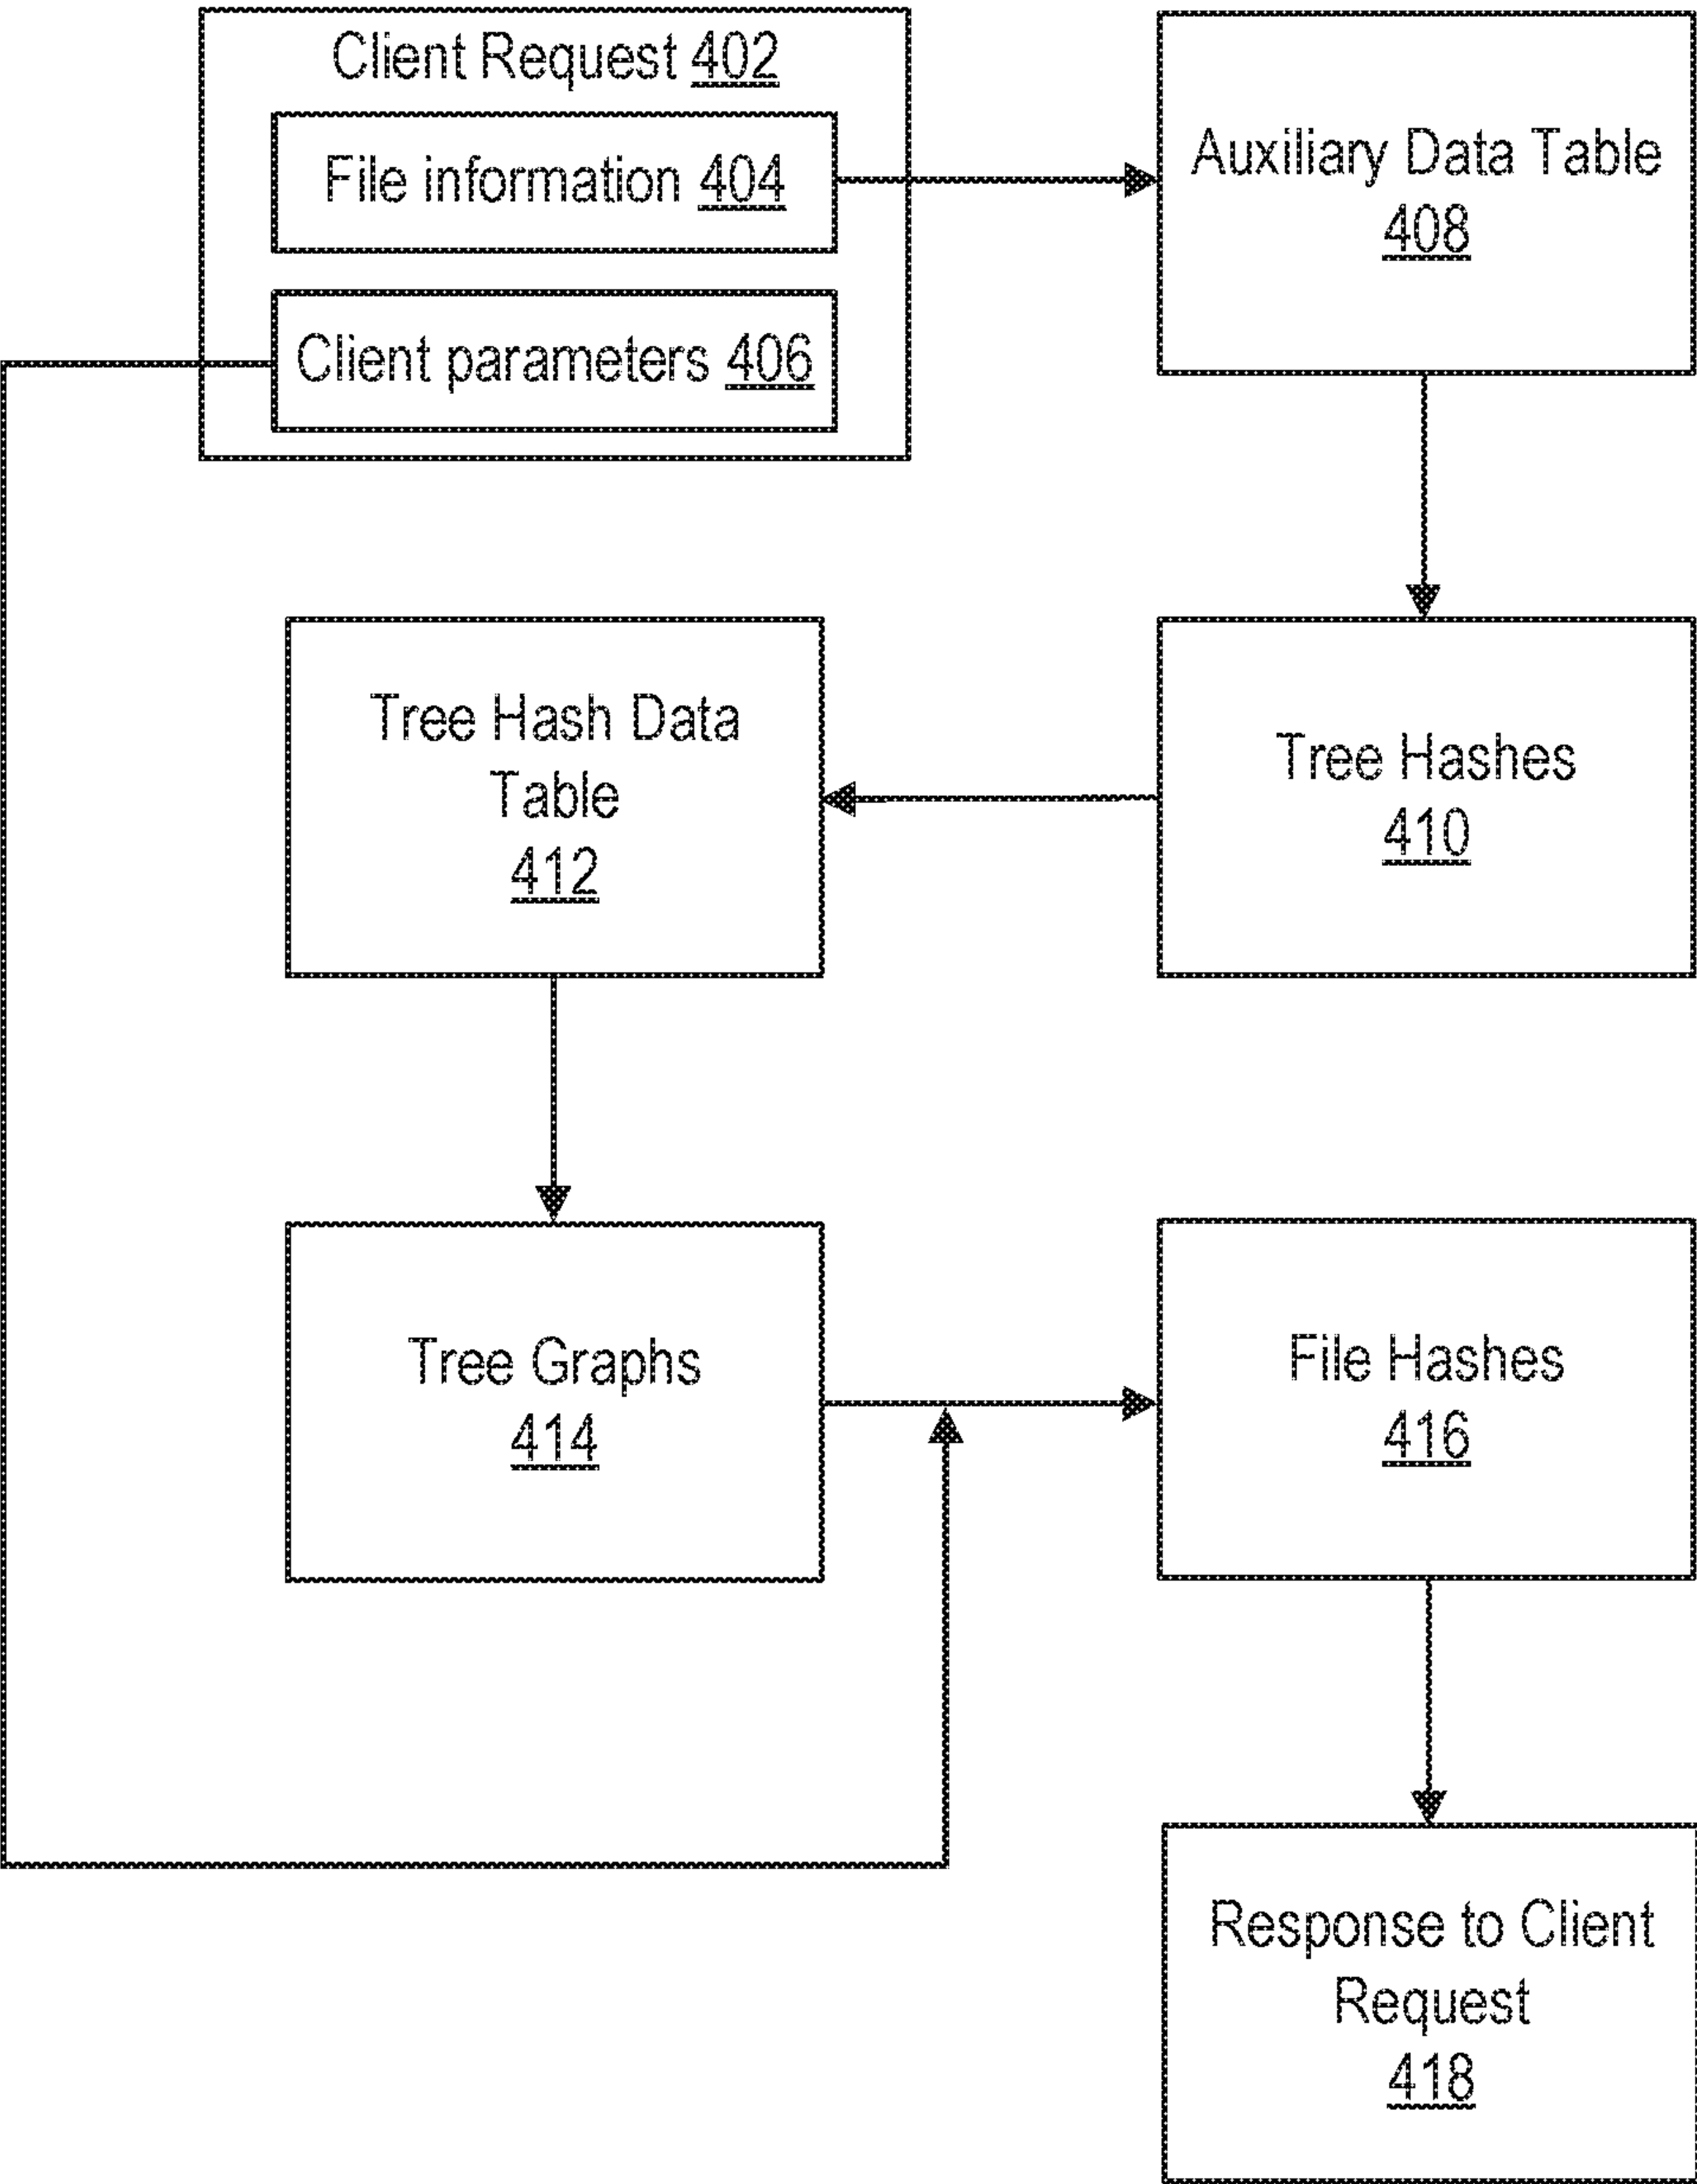 Client Request 402
File information 404
Client parameters 406
Auxiliary Data Table
408
Tree Hash Data
Table
412
Tree Hashes
410
Tree Graphs
414
File Hashes
416
Response to Client
Request
418